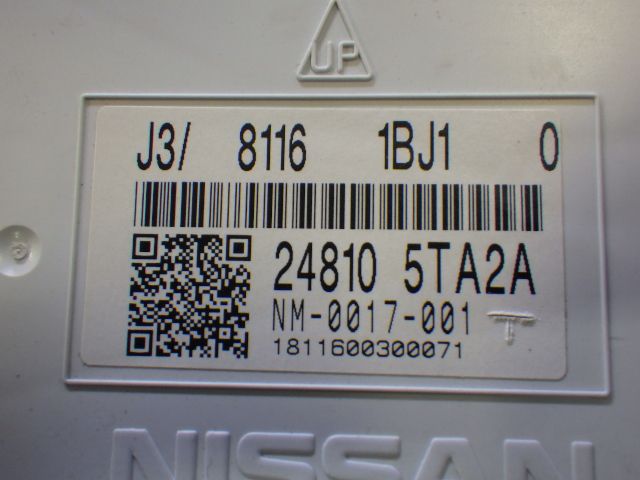 UP
J3/ 8116 1BJ1 0
24810 5TA2A
NM-0017-001 T
1811600300071
NISSAN